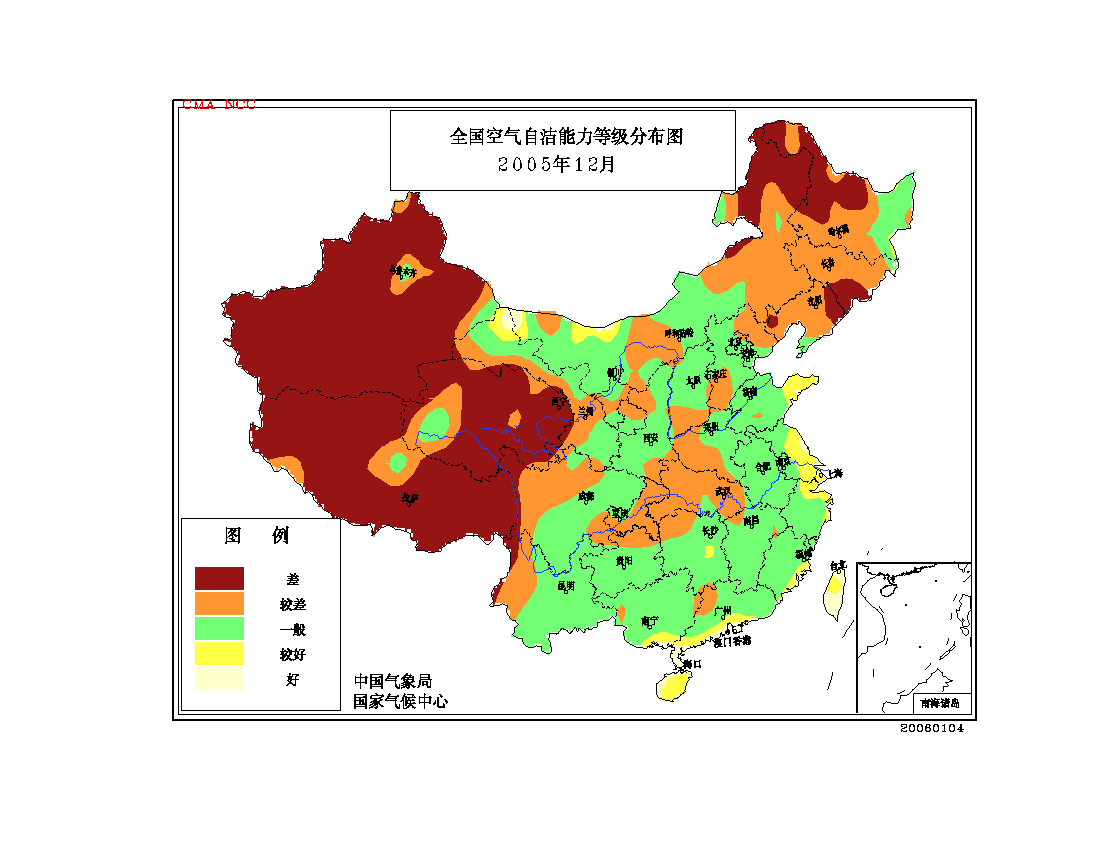 CMA NCC
全国空气自洁能力等级分布图
2005年12月
哈尔滨
长春
沈阳
乌鲁木齐
呼和浩特
北京
天津
银川
太原
石家庄
济南
西宁
兰州
郑州
西安
合肥
南京
上海
成都
武汉
拉萨
重庆
长沙
南昌
贵阳
福州
台北
昆明
广州
南宁
澳门 香港
海口
图 例
差
较差
一般
较好
好
中国气象局
国家气候中心
南海诸岛
20060104